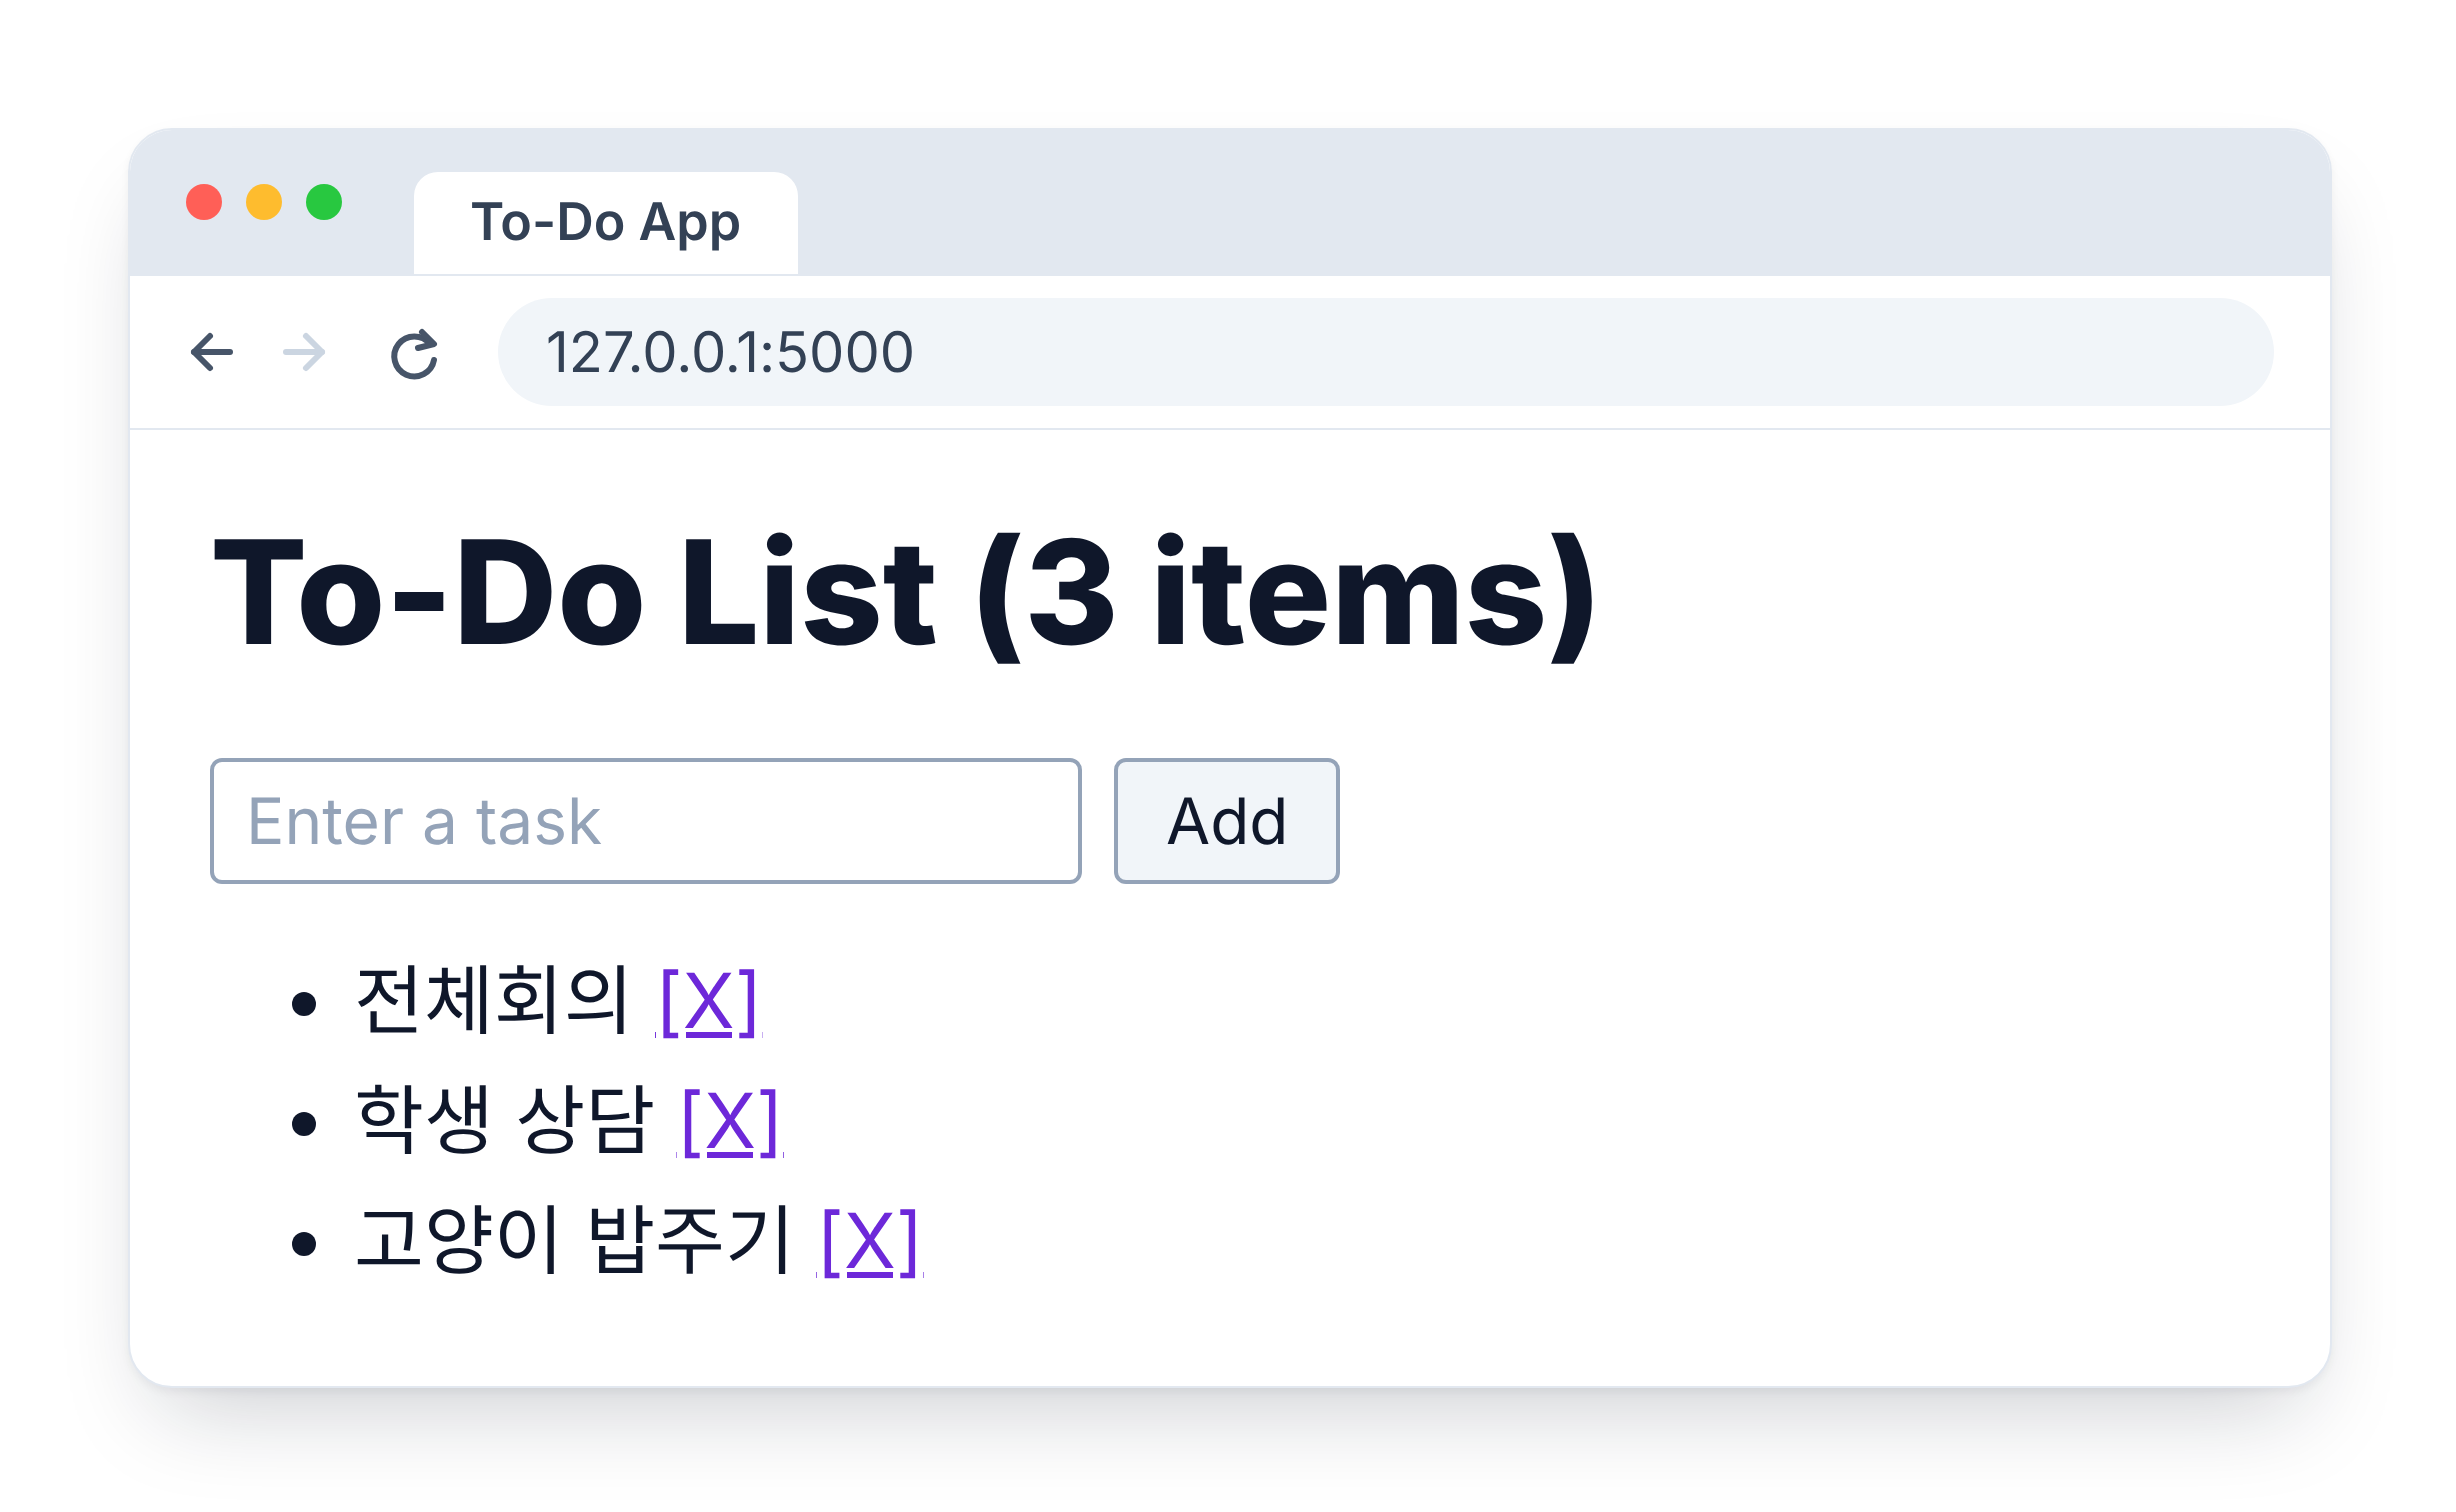 To-Do App
127.0.0.1:5000
To-Do List (3 items)
Enter a task Add
전체회의 [X]
학생 상담 [X]
고양이 밥주기 [X]